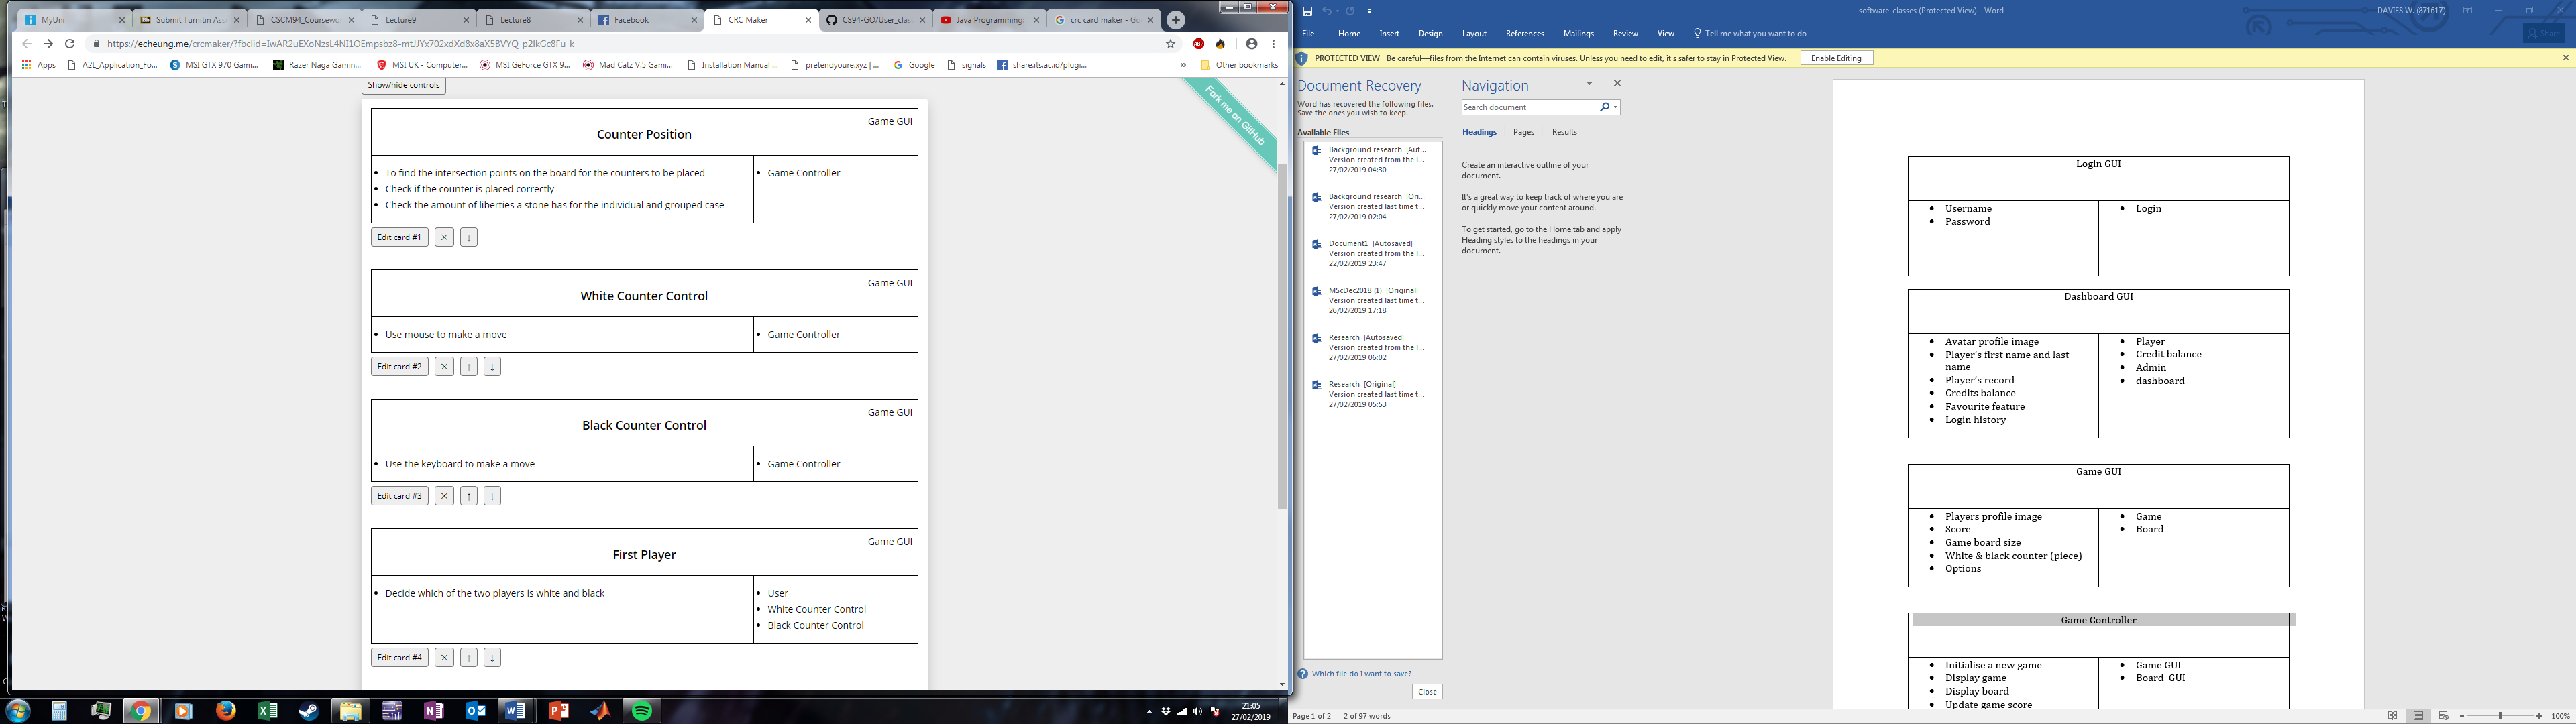 MyUni
Submit Turnitin Ass
CSCM94_Coursewo
Lecture9
Lecture8
Facebook
CRC Maker
CS94-GO/User_clas
Java Programming
crc card maker - Go
https://echeung.me/crcmaker/?fbclid=
Apps
A2L_Application_Fo...
MSI GTX 970 Gami...
Razer Naga Gamin...
MSI UK - Computer...
MSI GeForce GTX 9...
Mad Catz V.5 Gami...
Installation Manual ...
pretendyoure.xyz | ...
Google
signals
share.its.ac.id/plugi...
»
Other bookmarks
Show/hide controls
Fork me on GitHub
Game GUI
Counter Position
• To find the intersection points on the board for the counters to be placed
• Check if the counter is placed correctly
• Check the amount of liberties a stone has for the individual and grouped case
• Game Controller
Edit card #1 × ↓
Game GUI
White Counter Control
• Use mouse to make a move
• Game Controller
Edit card #2 × ↑ ↓
Game GUI
Black Counter Control
• Use the keyboard to make a move
• Game Controller
Edit card #3 × ↑ ↓
Game GUI
First Player
• Decide which of the two players is white and black
• User
• White Counter Control
• Black Counter Control
Edit card #4 × ↑ ↓
21:05
27/02/2019
software-classes (Protected View) - Word
DAVIES W. (871617)
File Home Insert Design Layout References Mailings Review View Tell me what you want to do
Share
PROTECTED VIEW Be careful—files from the Internet can contain viruses. Unless you need to edit, it's safer to stay in Protected View. Enable Editing
Document Recovery
Word has recovered the following files.
Save the ones you wish to keep.
Available Files
Background research [Aut...
Version created from the l...
27/02/2019 04:30
Background research [Ori...
Version created last time t...
27/02/2019 02:04
Document1 [Autosaved]
Version created from the l...
22/02/2019 23:47
MScDec2018 (1) [Original]
Version created last time t...
26/02/2019 17:18
Research [Autosaved]
Version created from the l...
27/02/2019 06:02
Research [Original]
Version created last time t...
27/02/2019 05:53
Which file do I want to save?
Close
Navigation
Search document
Headings Pages Results
Create an interactive outline of your
document.
It's a great way to keep track of where you are
or quickly move your content around.
To get started, go to the Home tab and apply
Heading styles to the headings in your
document.
Login GUI
• Username
• Password
• Login
Dashboard GUI
• Avatar profile image
• Player's first name and last
name
• Player's record
• Credits balance
• Favourite feature
• Login history
• Player
• Credit balance
• Admin
• dashboard
Game GUI
• Players profile image
• Score
• Game board size
• White & black counter (piece)
• Options
• Game
• Board
Game Controller
• Initialise a new game
• Display game
• Display board
• Update game score
• Game GUI
• Board GUI
Page 1 of 2 2 of 97 words
100%